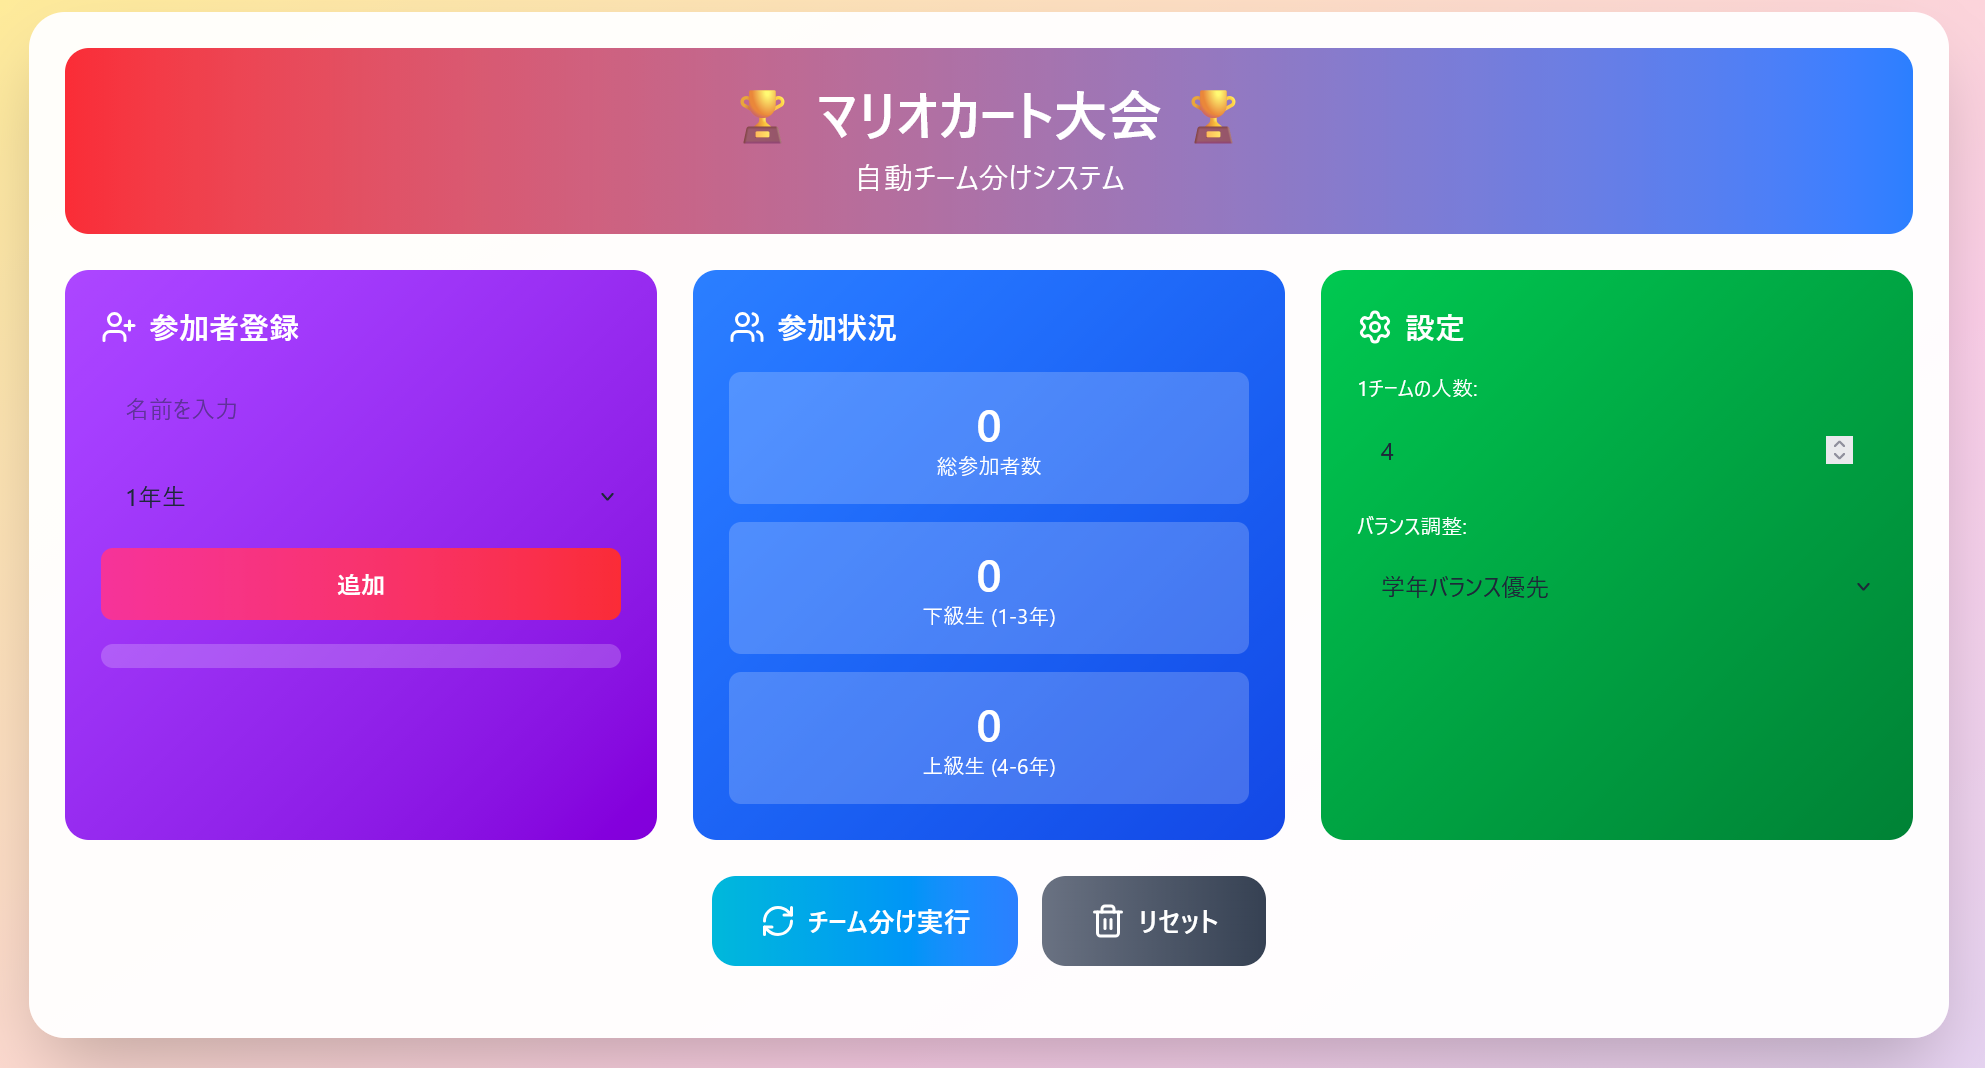 🏆 マリオカート大会 🏆
自動チーム分けシステム
参加者登録
名前を入力
1年生
追加
参加状況
0
総参加者数
0
下級生 (1-3年)
0
上級生 (4-6年)
設定
1チームの人数:
4
バランス調整:
学年バランス優先
チーム分け実行
リセット